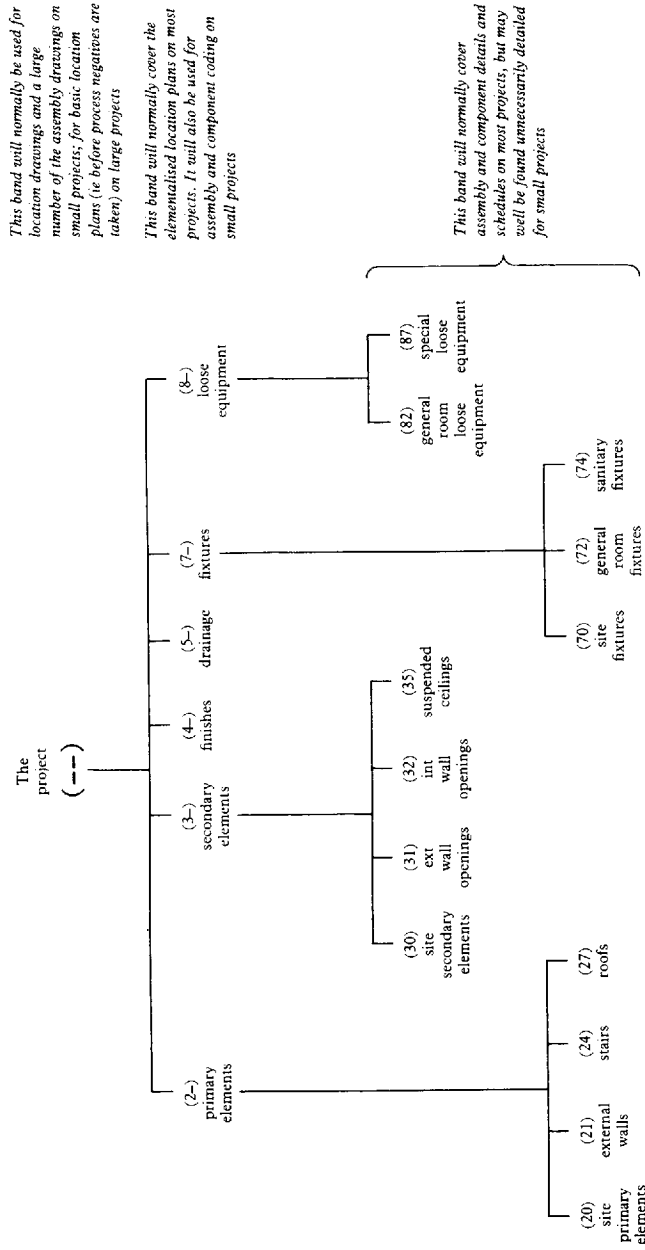 The
project
(--)
This band will normally be used for
location drawings and a large
number of the assembly drawings on
small projects; for basic location
plans (ie before process negatives are
taken) on large projects
(2–)
primary
elements
(3–)
secondary
elements
(4–)
finishes
(5–)
drainage
(7–)
fixtures
(8–)
loose
equipment
This band will normally cover the
elementalised location plans on most
projects. It will also be used for
assembly and component coding on
small projects
(30)
site
secondary
elements
(31)
ext
wall
openings
(32)
int
wall
openings
(35)
suspended
ceilings
(82)
general
room
loose
equipment
(87)
special
loose
equipment
(20)
site
primary
elements
(21)
external
walls
(24)
stairs
(27)
roofs
(70)
site
fixtures
(72)
general
room
fixtures
(74)
sanitary
fixtures
This band will normally cover
assembly and component details and
schedules on most projects, but may
well be found unnecessarily detailed
for small projects